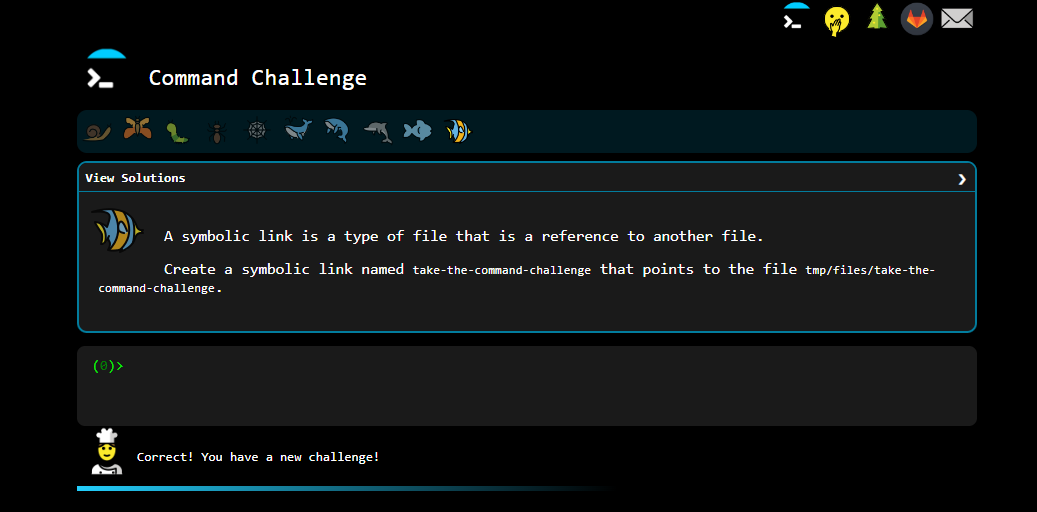 Command Challenge
View Solutions
A symbolic link is a type of file that is a reference to another file.
Create a symbolic link named take-the-command-challenge that points to the file tmp/files/take-the-
command-challenge.
(0)>
Correct! You have a new challenge!